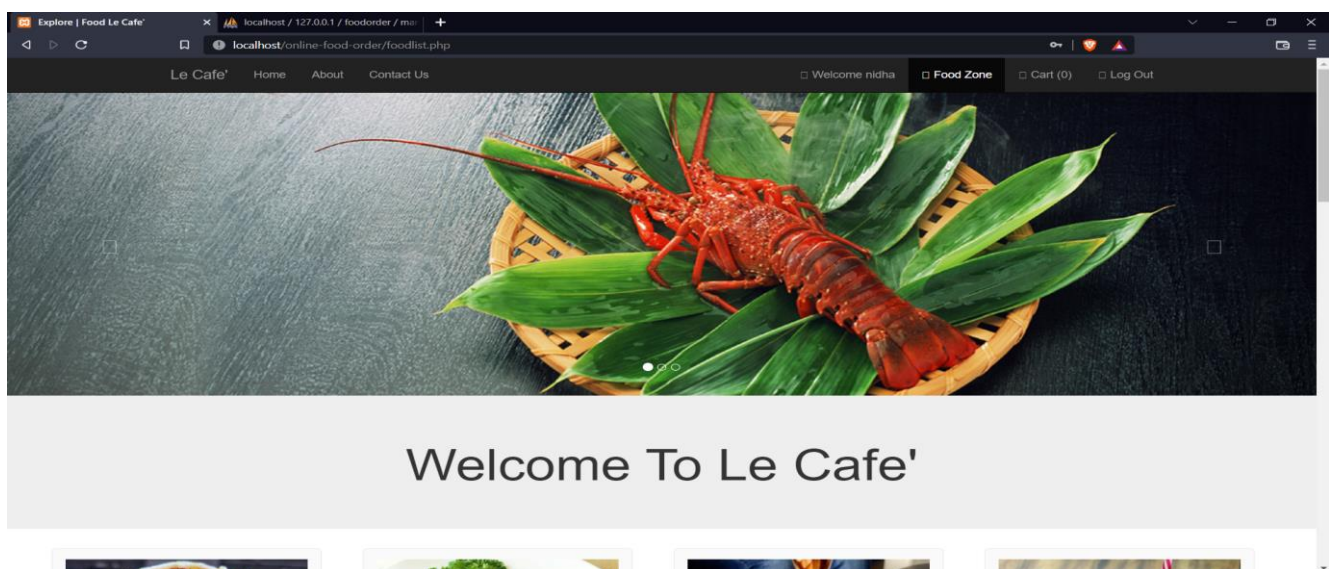 Explore | Food Le Cafe'
localhost / 127.0.0.1 / foodorder / mar
localhost/online-food-order/foodlist.php
Le Cafe' Home About Contact Us Welcome nidha Food Zone Cart (0) Log Out
Welcome To Le Cafe'